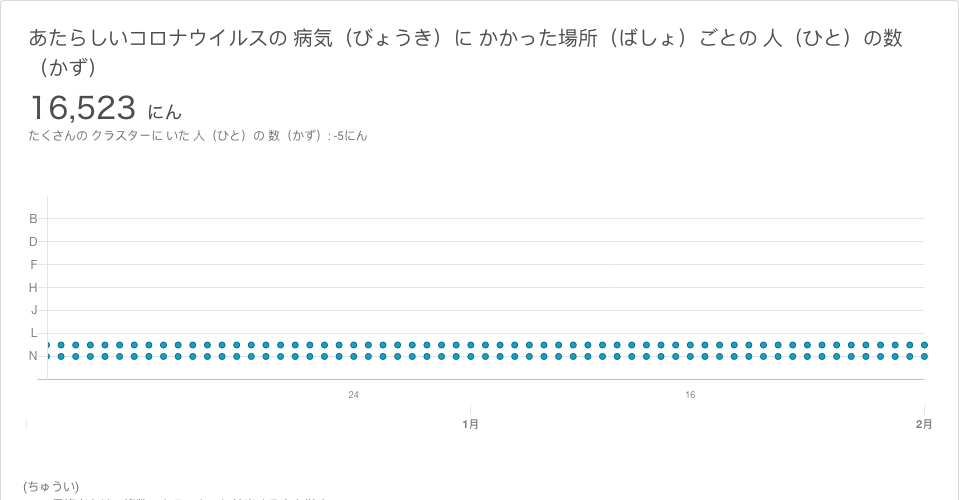 あたらしいコロナウイルスの 病気（びょうき）に かかった場所（ばしょ）ごとの 人（ひと）の数
（かず）
16,523 にん
たくさんの クラスターに いた 人（ひと）の 数（かず）: -5にん
B
D
F
H
J
L
N
24
16
1月
2月
(ちゅうい)